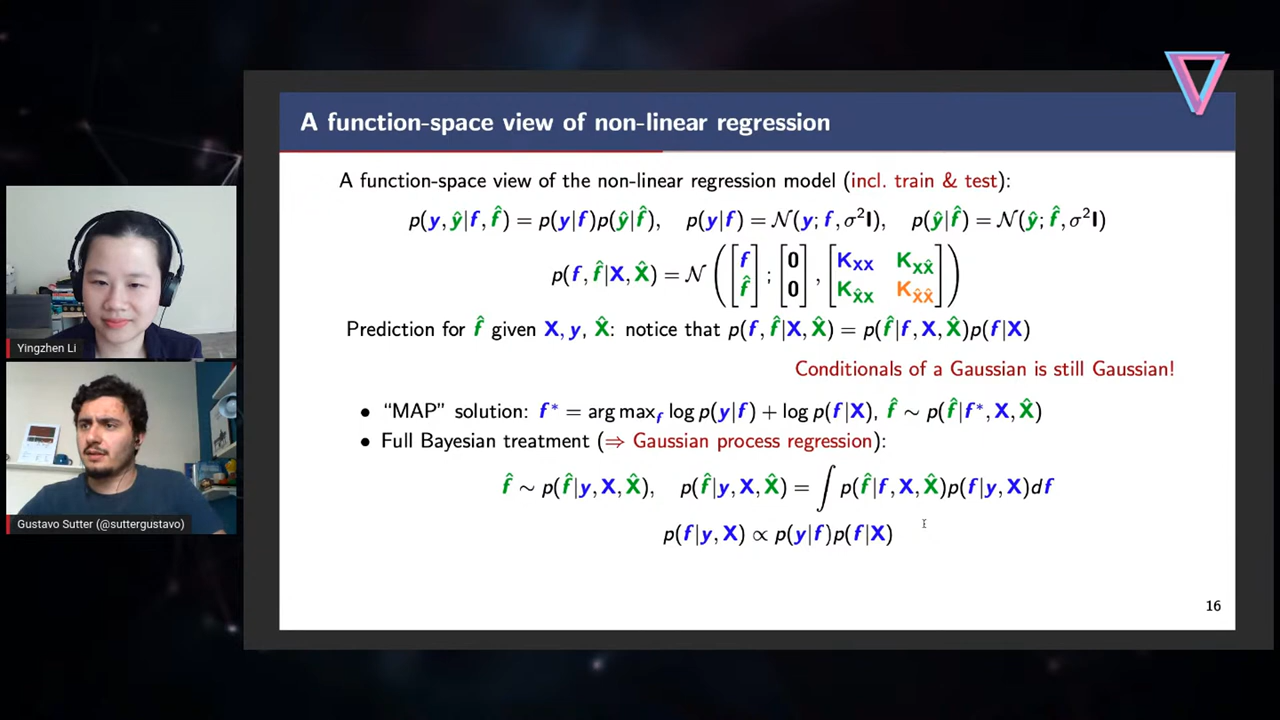 A function-space view of non-linear regression
A function-space view of the non-linear regression model (incl. train & test):
p(y, ŷ|f, f̂) = p(y|f)p(ŷ|f̂), p(y|f) = 𝒩(y; f, σ²I), p(ŷ|f̂) = 𝒩(ŷ; f̂, σ²I)
p(f, f̂|X, X̂) = 𝒩([f f̂]; [0 0], [K_XX K_XX̂ K_X̂X K_X̂X̂])
Prediction for f̂ given X, y, X̂: notice that p(f, f̂|X, X̂) = p(f̂|f, X, X̂)p(f|X)
Conditionals of a Gaussian is still Gaussian!
• “MAP” solution: f* = arg max_f log p(y|f) + log p(f|X), f̂ ∼ p(f̂|f*, X, X̂)
• Full Bayesian treatment (⇒ Gaussian process regression):
f̂ ∼ p(f̂|y, X, X̂), p(f̂|y, X, X̂) = ∫ p(f̂|f, X, X̂)p(f|y, X)df
p(f|y, X) ∝ p(y|f)p(f|X)
16
Yingzhen Li
Gustavo Sutter (@suttergustavo)